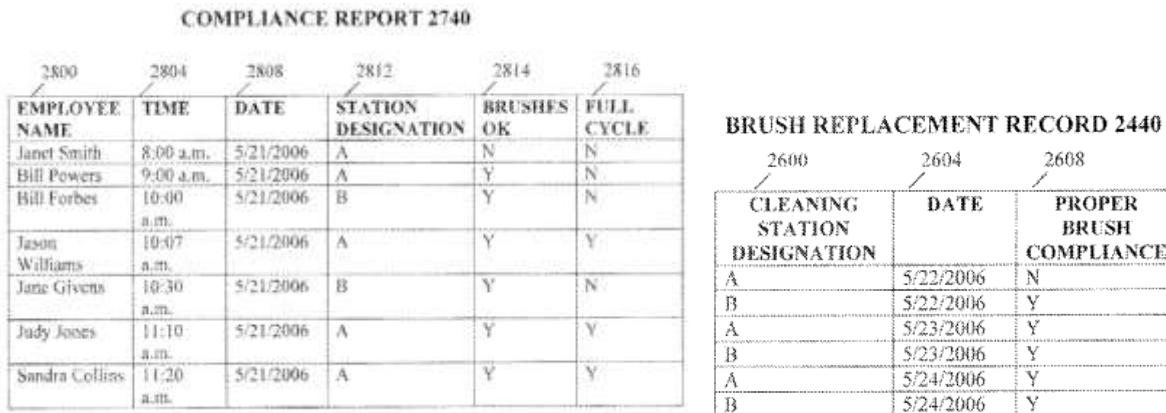 COMPLIANCE REPORT 2740
2800 2804 2808 2812 2814 2816
EMPLOYEE NAME TIME DATE STATION DESIGNATION BRUSHES OK FULL CYCLE
Janet Smith 8:00 a.m. 5/21/2006 A N N
Bill Powers 9:00 a.m. 5/21/2006 A Y N
Bill Forbes 10:00 a.m. 5/21/2006 B Y N
Jason Williams 10:07 a.m. 5/21/2006 A Y Y
Jane Givens 10:30 a.m. 5/21/2006 B Y N
Judy Jones 11:10 a.m. 5/21/2006 A Y Y
Sandra Collins 11:20 a.m. 5/21/2006 A Y Y
BRUSH REPLACEMENT RECORD 2440
2600 2604 2608
CLEANING STATION DESIGNATION DATE PROPER BRUSH COMPLIANCE
A 5/22/2006 N
B 5/22/2006 Y
A 5/23/2006 Y
B 5/23/2006 Y
A 5/24/2006 Y
B 5/24/2006 Y